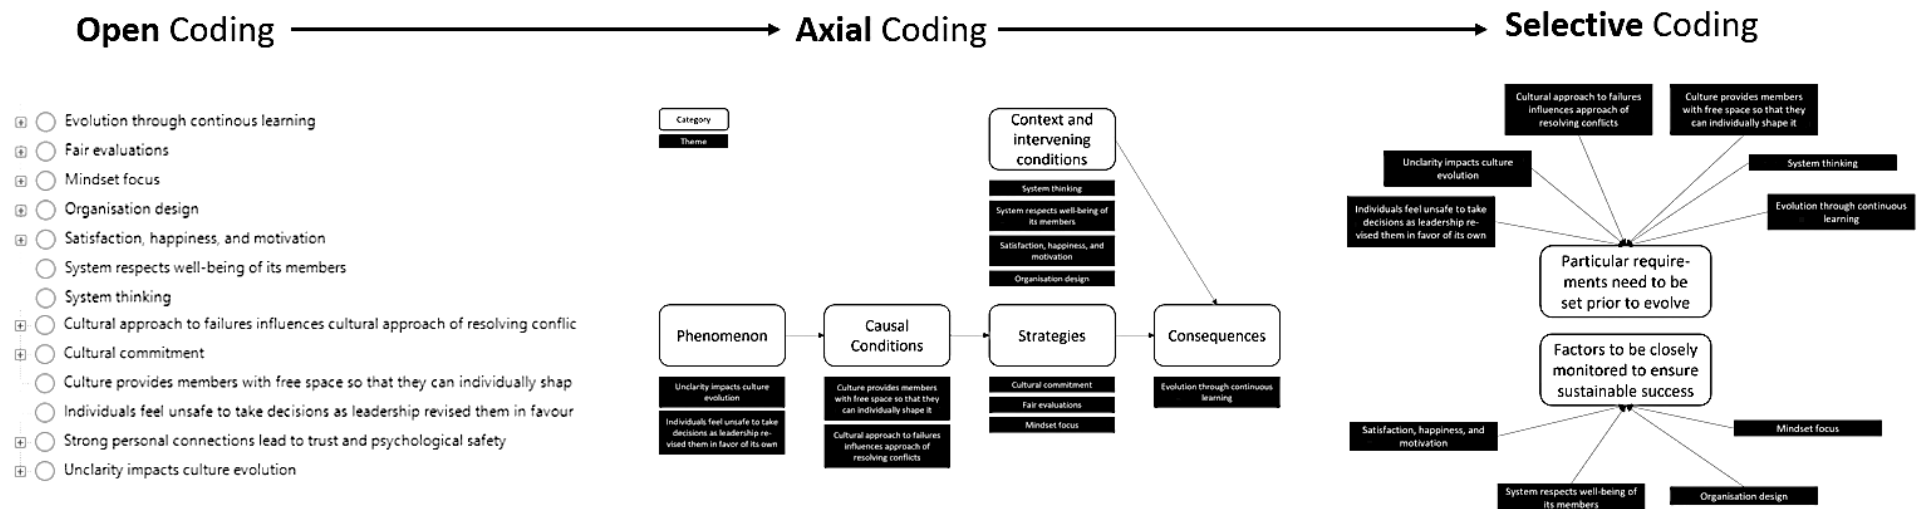 Open Coding
Axial Coding
Selective Coding
Evolution through continous learning
Fair evaluations
Mindset focus
Organisation design
Satisfaction, happiness, and motivation
System respects well-being of its members
System thinking
Cultural approach to failures influences cultural approach of resolving conflic
Cultural commitment
Culture provides members with free space so that they can individually shap
Individuals feel unsafe to take decisions as leadership revised them in favour
Strong personal connections lead to trust and psychological safety
Unclarity impacts culture evolution
Category
Theme
Context and
intervening
conditions
System thinking
System respects well-being of
its members
Satisfaction, happiness, and
motivation
Organisation design
Phenomenon
Unclarity impacts culture
evolution
Individuals feel unsafe to take
decisions as leadership re-
vised them in favor of its own
Causal
Conditions
Culture provides members
with free space so that they
can individually shape it
Cultural approach to failures
influences approach of
resolving conflicts
Strategies
Cultural commitment
Fair evaluations
Mindset focus
Consequences
Evolution through continuous
learning
Cultural approach to failures
influences approach of
resolving conflicts
Culture provides members
with free space so that they
can individually shape it
Unclarity impacts culture
evolution
System thinking
Individuals feel unsafe to take
decisions as leadership re-
vised them in favor of its own
Evolution through continuous
learning
Particular require-
ments need to be
set prior to evolve
Factors to be closely
monitored to ensure
sustainable success
Satisfaction, happiness, and
motivation
Mindset focus
System respects well-being of
its members
Organisation design